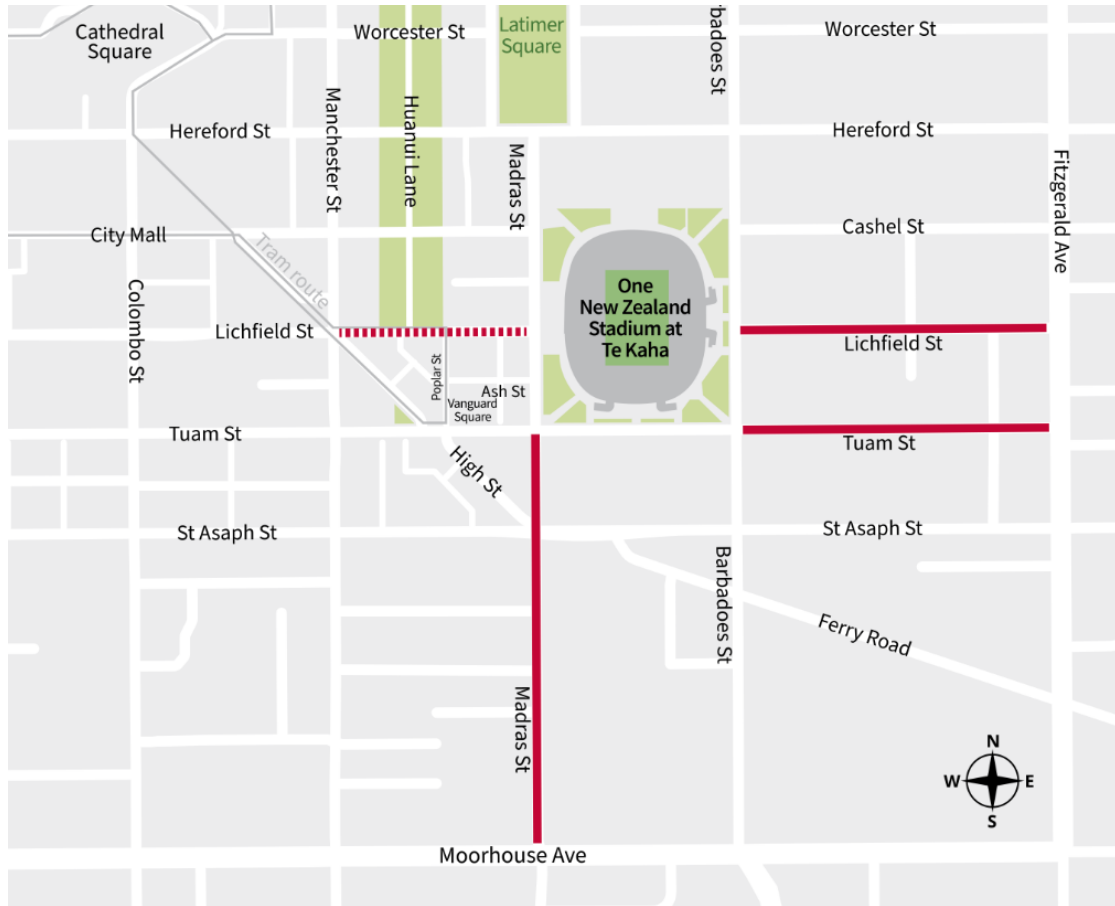 Cathedral
Square
Worcester St
Latimer
Square
rbadoes St
Worcester St
Hereford St
Manchester St
Huanui Lane
Madras St
Hereford St
Fitzgerald Ave
City Mall
Tram route
Cashel St
Colombo St
Lichfield St
One
New Zealand
Stadium at
Te Kaha
Lichfield St
Poplar St
Ash St
Vanguard
Square
Tuam St
Tuam St
High St
St Asaph St
St Asaph St
Barbadoes St
Ferry Road
Madras St
N
W
E
S
Moorhouse Ave